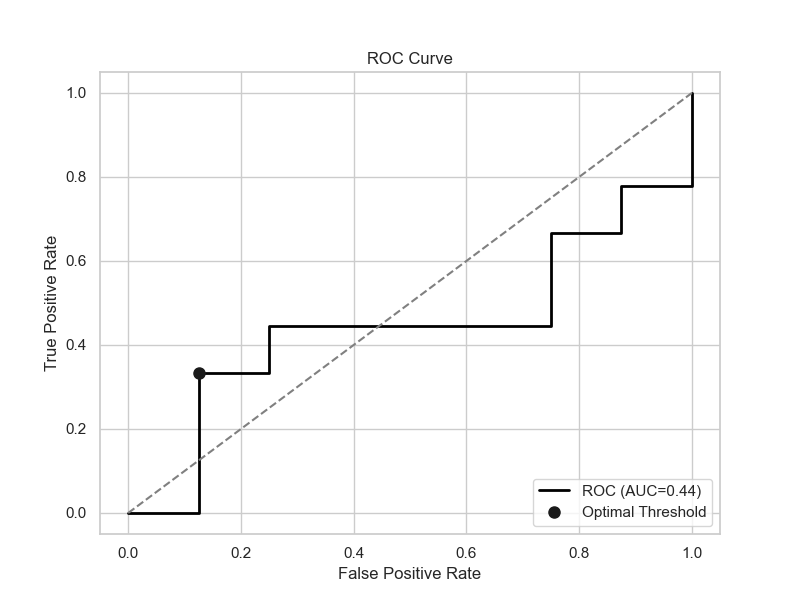 ROC Curve
True Positive Rate
1.0
0.8
0.6
0.4
0.2
0.0
ROC (AUC=0.44)
Optimal Threshold
0.0 0.2 0.4 0.6 0.8 1.0
False Positive Rate